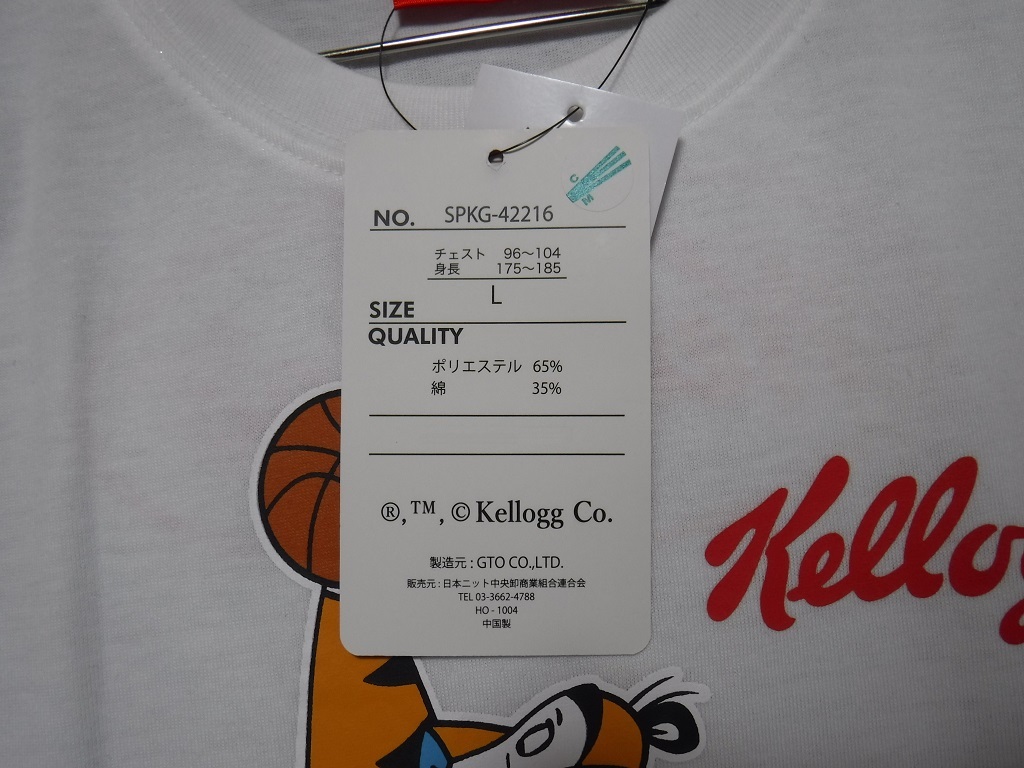 C
M
NO. SPKG-42216
チェスト 96～104
身長 175～185
L
SIZE
QUALITY
ポリエステル 65%
綿 35%
®,™,© Kellogg Co.
製造元 : GTO CO.,LTD.
販売元 : 日本ニット中央卸商業組合連合会
TEL 03-3662-4788
HO - 1004
中国製
Kellog